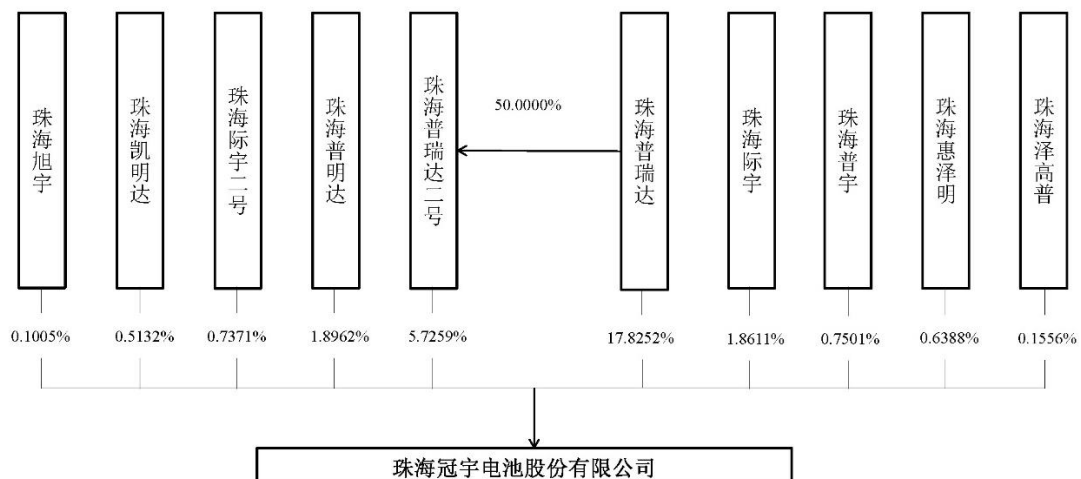 珠海旭宇
珠海凯明达
珠海际宇二号
珠海普明达
珠海普瑞达二号
50.0000%
珠海普瑞达
珠海际宇
珠海普宇
珠海惠泽明
珠海泽高普
0.1005%
0.5132%
0.7371%
1.8962%
5.7259%
17.8252%
1.8611%
0.7501%
0.6388%
0.1556%
珠海冠宇电池股份有限公司